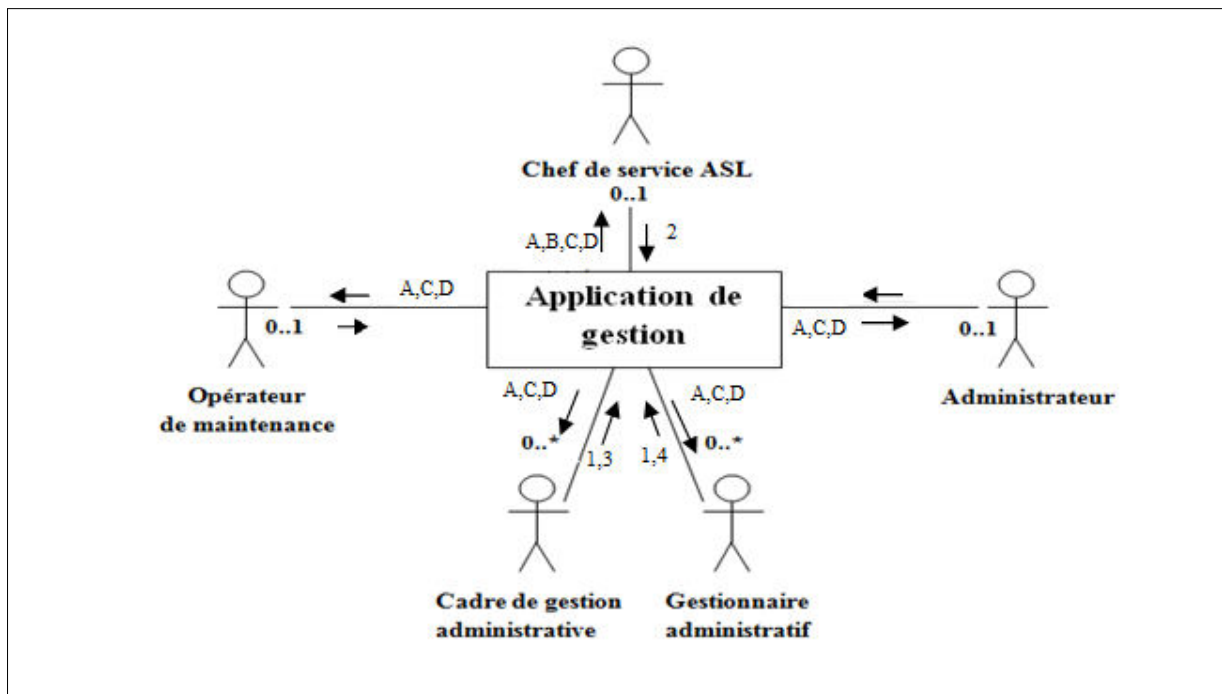 Chef de service ASL
0..1
A,B,C,D
2
A,C,D
Application de
gestion
0..1
A,C,D
0..1
Opérateur
de maintenance
Administrateur
A,C,D
A,C,D
0..*
1,3
1,4
0..*
Cadre de gestion
administrative
Gestionnaire
administratif